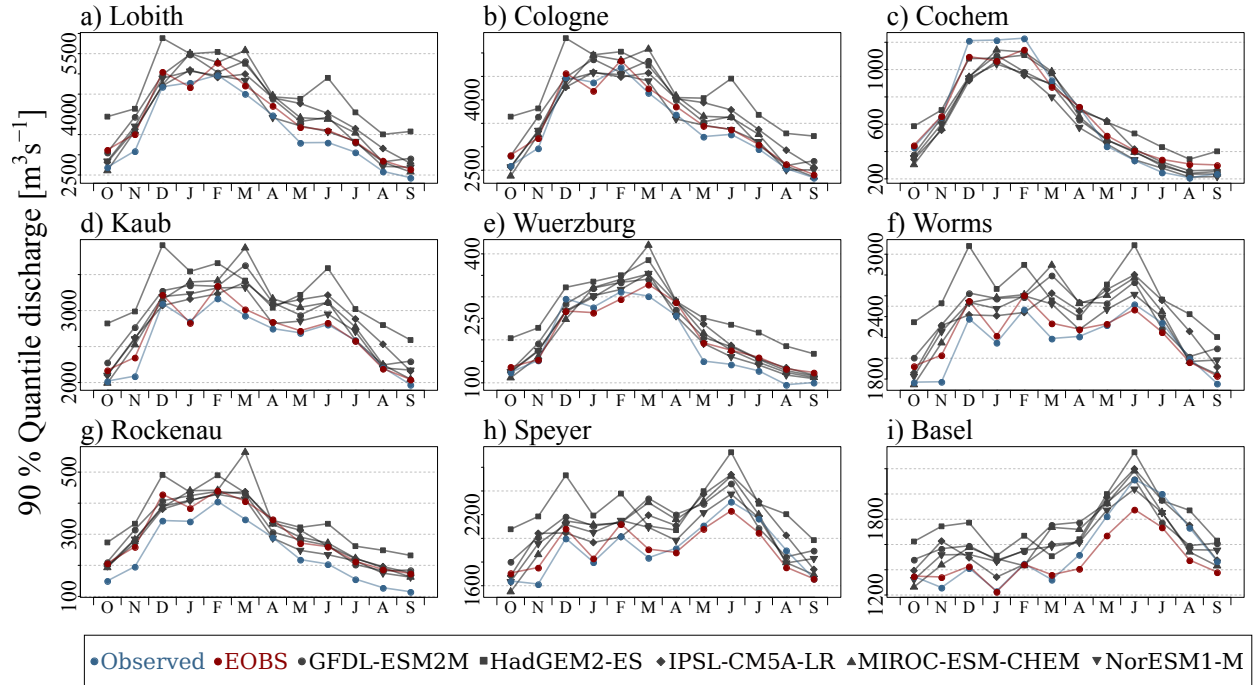 a) Lobith
b) Cologne
c) Cochem
5500
4000
2500
O N D J F M A M J J A S
4000
2500
O N D J F M A M J J A S
1000
600
200
O N D J F M A M J J A S
d) Kaub
e) Wuerzburg
f) Worms
3000
2000
O N D J F M A M J J A S
400
250
100
O N D J F M A M J J A S
3000
2400
1800
O N D J F M A M J J A S
g) Rockenau
h) Speyer
i) Basel
500
300
100
O N D J F M A M J J A S
2200
1600
O N D J F M A M J J A S
1800
1200
O N D J F M A M J J A S
90 % Quantile discharge [m³s⁻¹]
Observed EOBS GFDL-ESM2M HadGEM2-ES IPSL-CM5A-LR MIROC-ESM-CHEM NorESM1-M